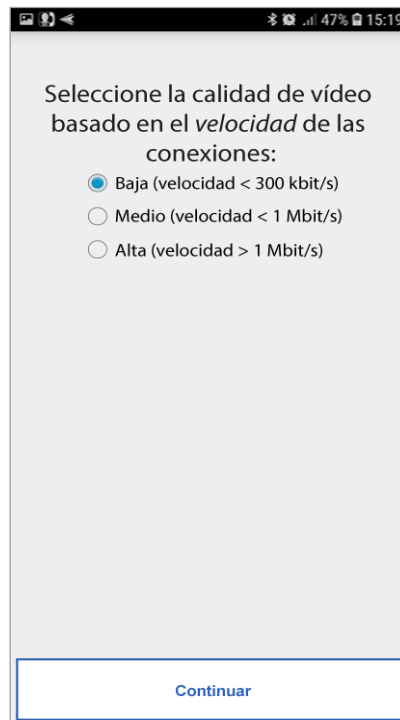 47% 15:19
Seleccione la calidad de vídeo
basado en el velocidad de las
conexiones:
Baja (velocidad < 300 kbit/s)
Medio (velocidad < 1 Mbit/s)
Alta (velocidad > 1 Mbit/s)
Continuar